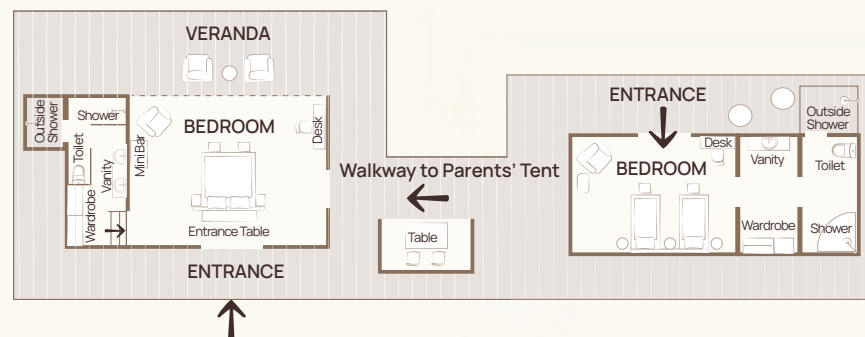 VERANDA
Outside
Shower
Shower
Toilet
Vanity
Wardrobe
MiniBar
BEDROOM
Desk
Entrance Table
ENTRANCE
Walkway to Parents’ Tent
Table
ENTRANCE
BEDROOM
Desk
Vanity
Wardrobe
Outside
Shower
Toilet
Shower